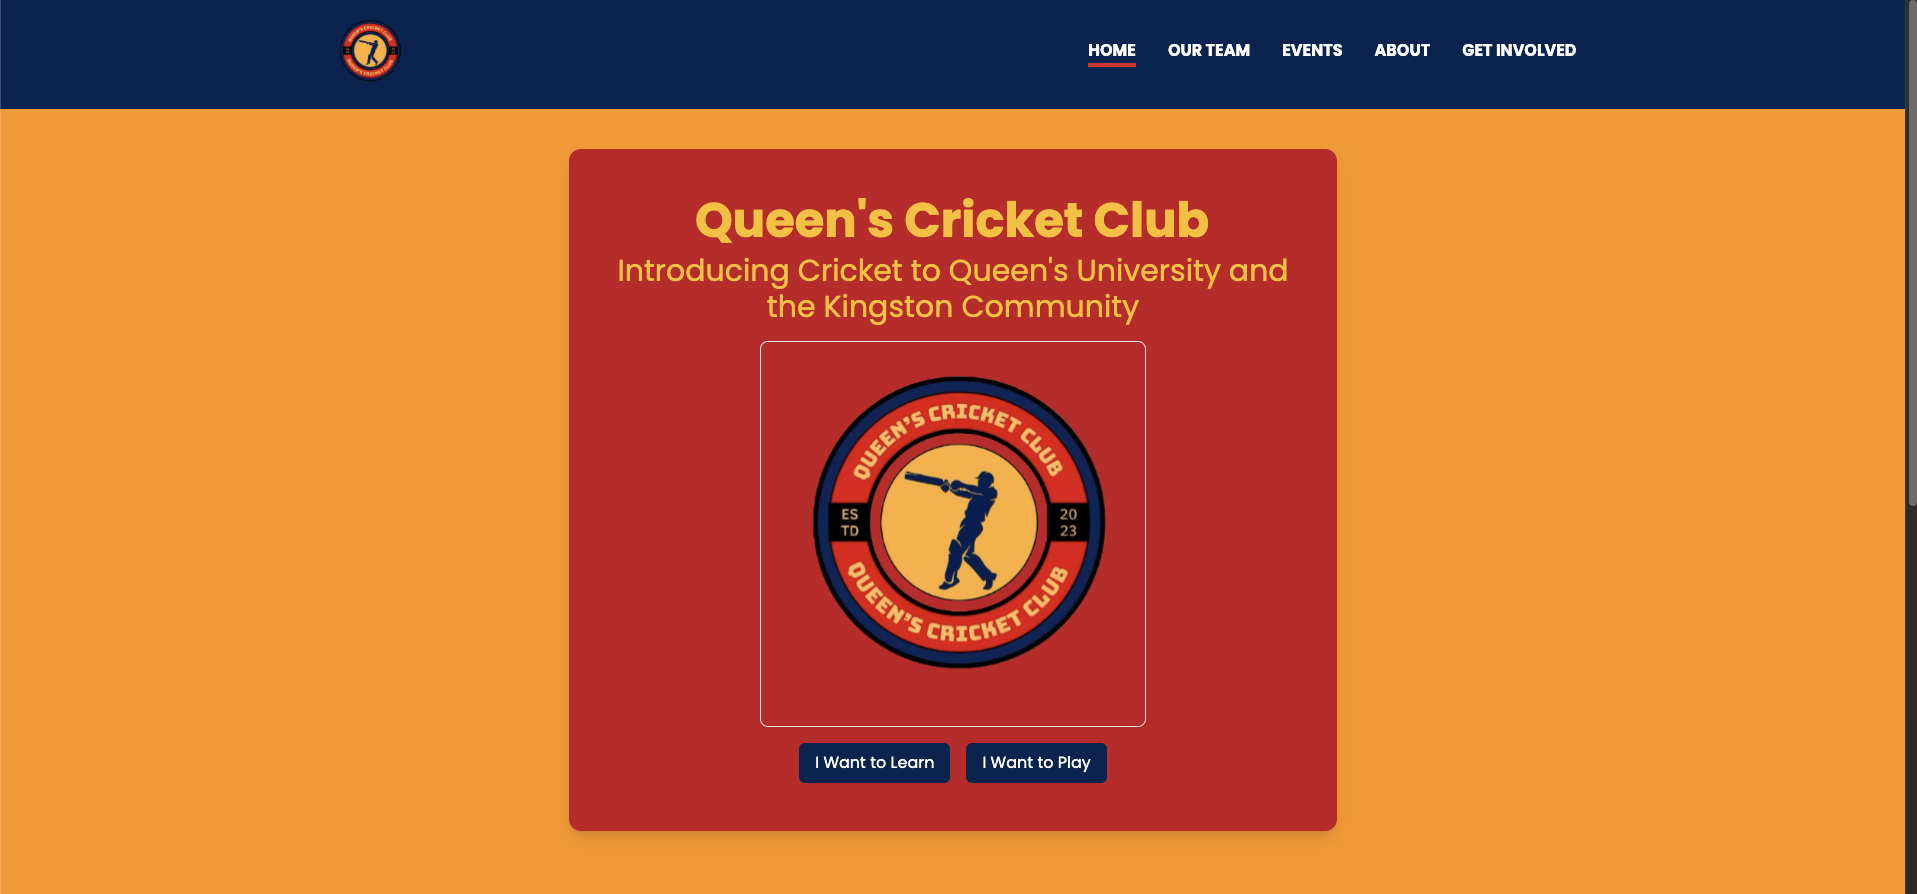 HOME OUR TEAM EVENTS ABOUT GET INVOLVED
Queen's Cricket Club
Introducing Cricket to Queen's University and
the Kingston Community
QUEEN'S CRICKET CLUB
ES
TD
20
23
QUEEN'S CRICKET CLUB
I Want to Learn
I Want to Play